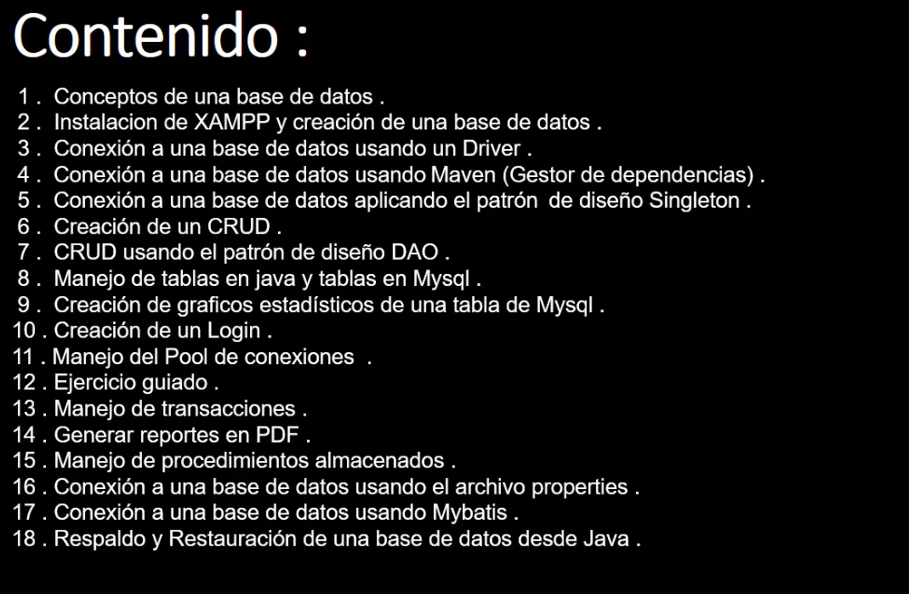 Contenido :
1 . Conceptos de una base de datos .
2 . Instalacion de XAMPP y creación de una base de datos .
3 . Conexión a una base de datos usando un Driver .
4 . Conexión a una base de datos usando Maven (Gestor de dependencias) .
5 . Conexión a una base de datos aplicando el patrón de diseño Singleton .
6 . Creación de un CRUD .
7 . CRUD usando el patrón de diseño DAO .
8 . Manejo de tablas en java y tablas en Mysql .
9 . Creación de graficos estadísticos de una tabla de Mysql .
10 . Creación de un Login .
11 . Manejo del Pool de conexiones .
12 . Ejercicio guiado .
13 . Manejo de transacciones .
14 . Generar reportes en PDF .
15 . Manejo de procedimientos almacenados .
16 . Conexión a una base de datos usando el archivo properties .
17 . Conexión a una base de datos usando Mybatis .
18 . Respaldo y Restauración de una base de datos desde Java .